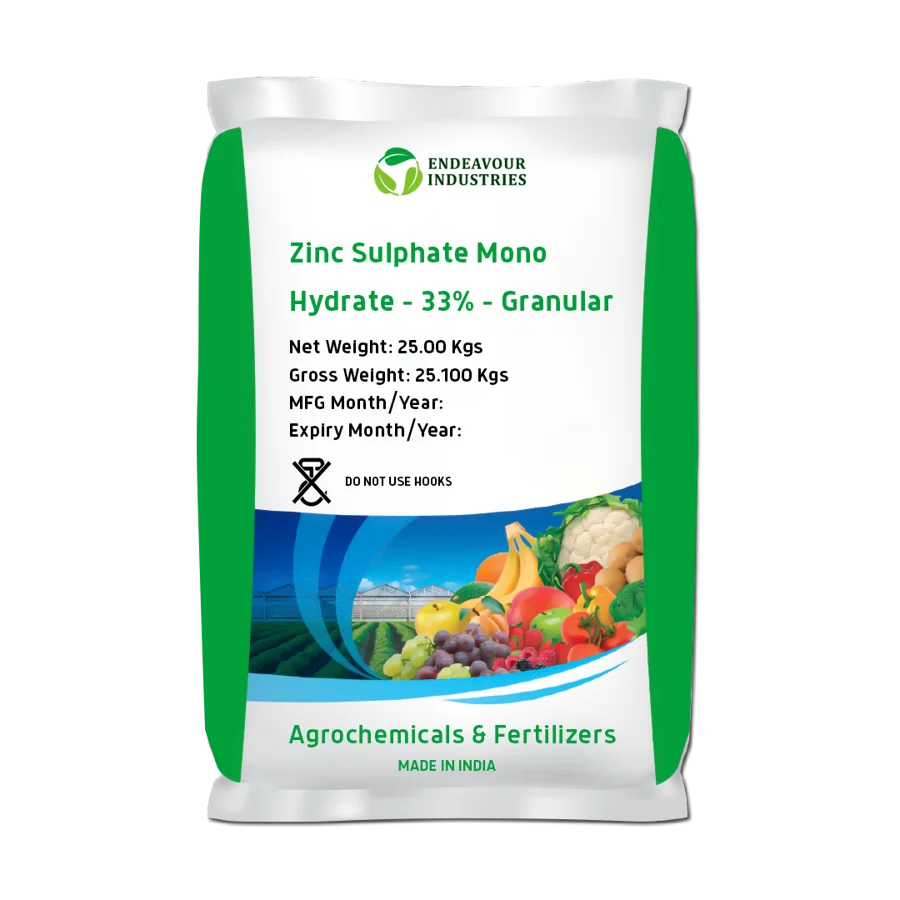 ENDEAVOUR
INDUSTRIES
Zinc Sulphate Mono
Hydrate - 33% - Granular
Net Weight: 25.00 Kgs
Gross Weight: 25.100 Kgs
MFG Month/Year:
Expiry Month/Year:
DO NOT USE HOOKS
Agrochemicals & Fertilizers
MADE IN INDIA